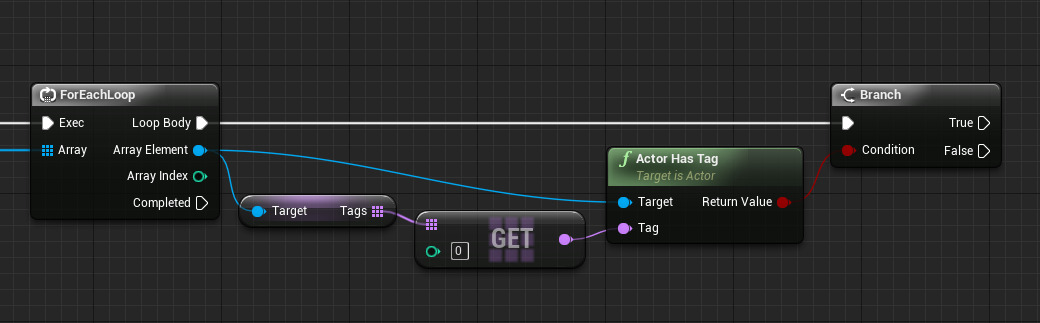 ForEachLoop
Exec
Loop Body
Array
Array Element
Array Index
Completed
Target
Tags
0
GET
f Actor Has Tag
Target is Actor
Target
Return Value
Tag
Branch
True
Condition
False